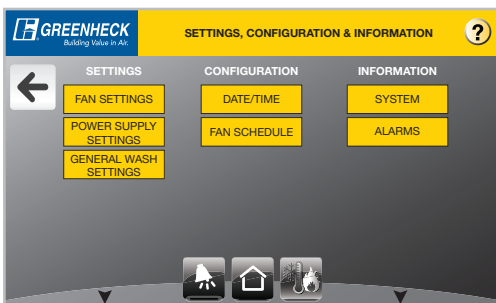 GREENHECK
Building Value in Air.
SETTINGS, CONFIGURATION & INFORMATION
?
SETTINGS
CONFIGURATION
INFORMATION
FAN SETTINGS
DATE/TIME
SYSTEM
POWER SUPPLY
SETTINGS
FAN SCHEDULE
ALARMS
GENERAL WASH
SETTINGS